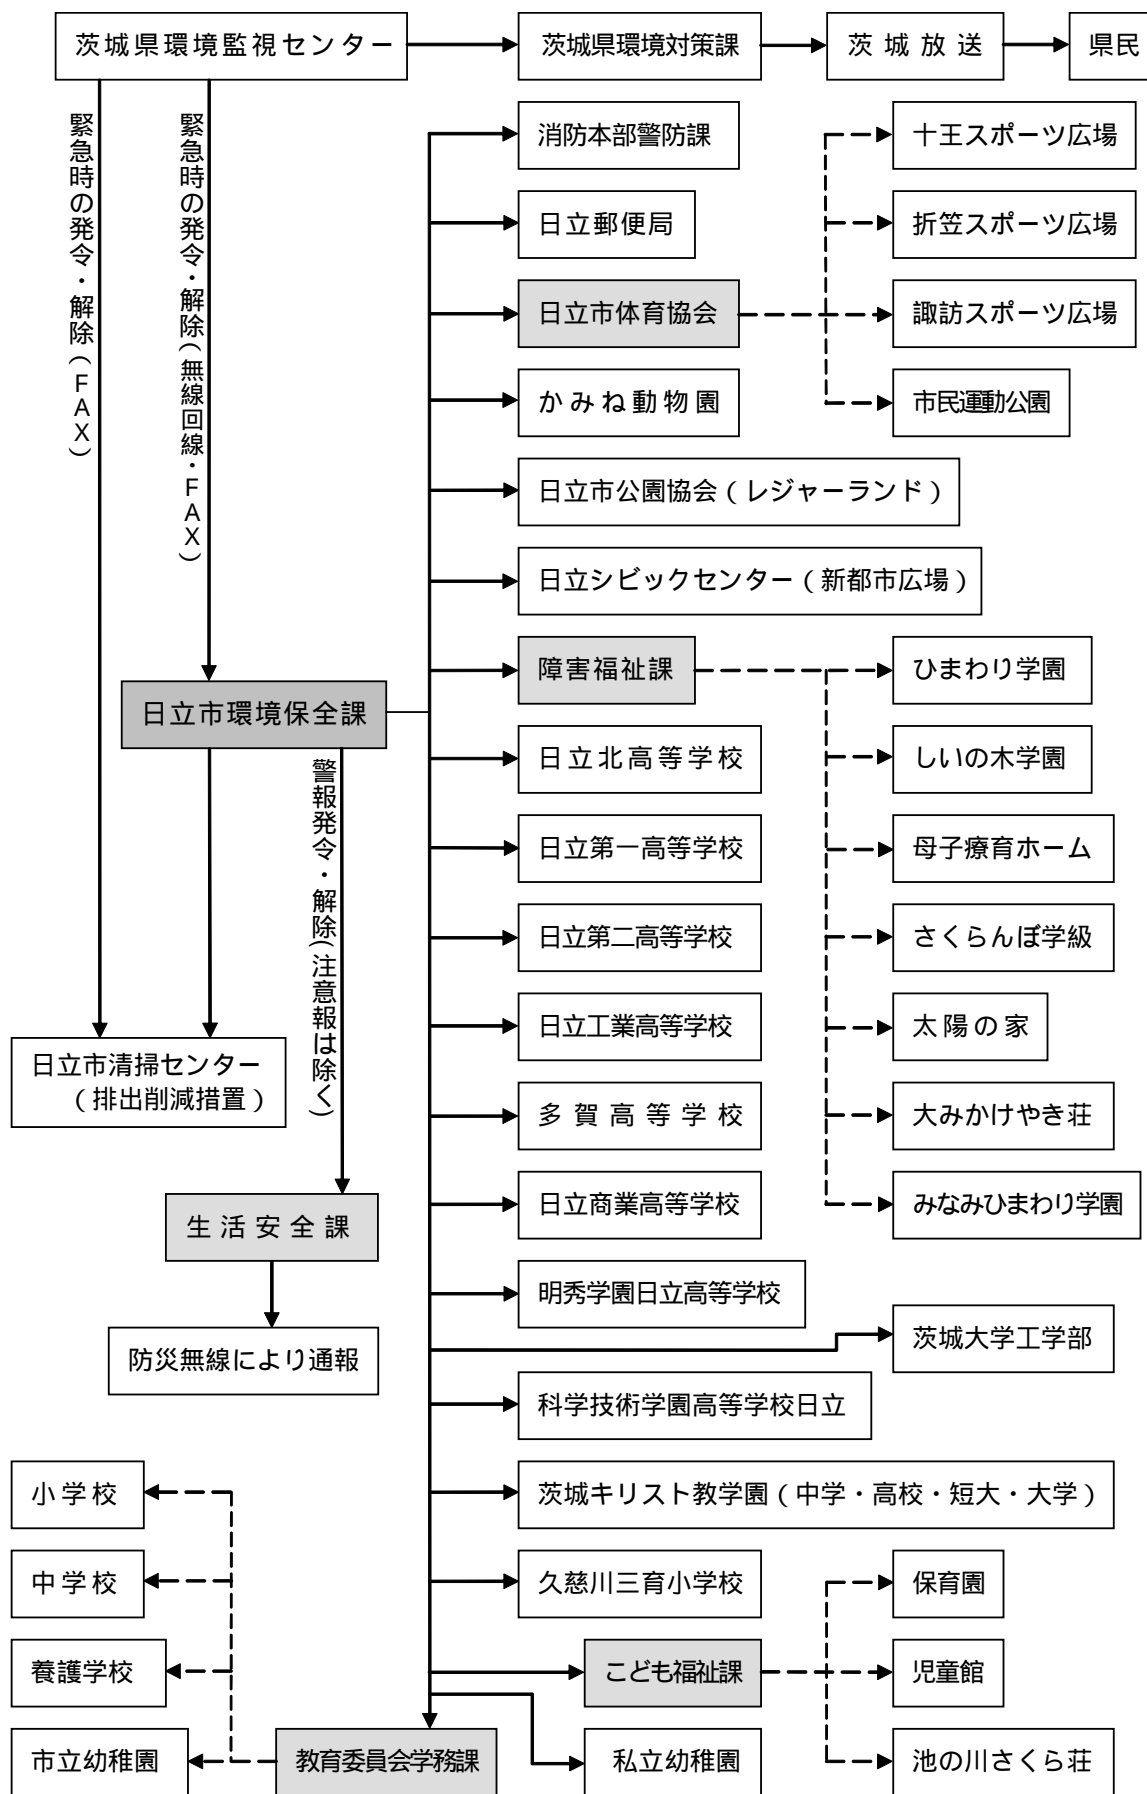 茨城県環境監視センター
茨城県環境対策課
茨城放送
県民
緊急時の発令・解除(FAX)
緊急時の発令・解除(無線回線・FAX)
消防本部警防課
十王スポーツ広場
日立郵便局
折笠スポーツ広場
日立市体育協会
諏訪スポーツ広場
かみね動物園
市民運動公園
日立市公園協会(レジャーランド)
日立シビックセンター(新都市広場)
障害福祉課
ひまわり学園
日立市環境保全課
日立北高等学校
しいの木学園
警報発令・解除(注意報は除く)
日立第一高等学校
母子療育ホーム
日立第二高等学校
さくらんぼ学級
日立工業高等学校
太陽の家
日立市清掃センター
(排出削減措置)
多賀高等学校
大みかけやき荘
日立商業高等学校
みなみひまわり学園
生活安全課
明秀学園日立高等学校
茨城大学工学部
防災無線により通報
科学技術学園高等学校日立
小学校
茨城キリスト教学園(中学・高校・短大・大学)
中学校
久慈川三育小学校
保育園
養護学校
こども福祉課
児童館
市立幼稚園
教育委員会学務課
私立幼稚園
池の川さくら荘